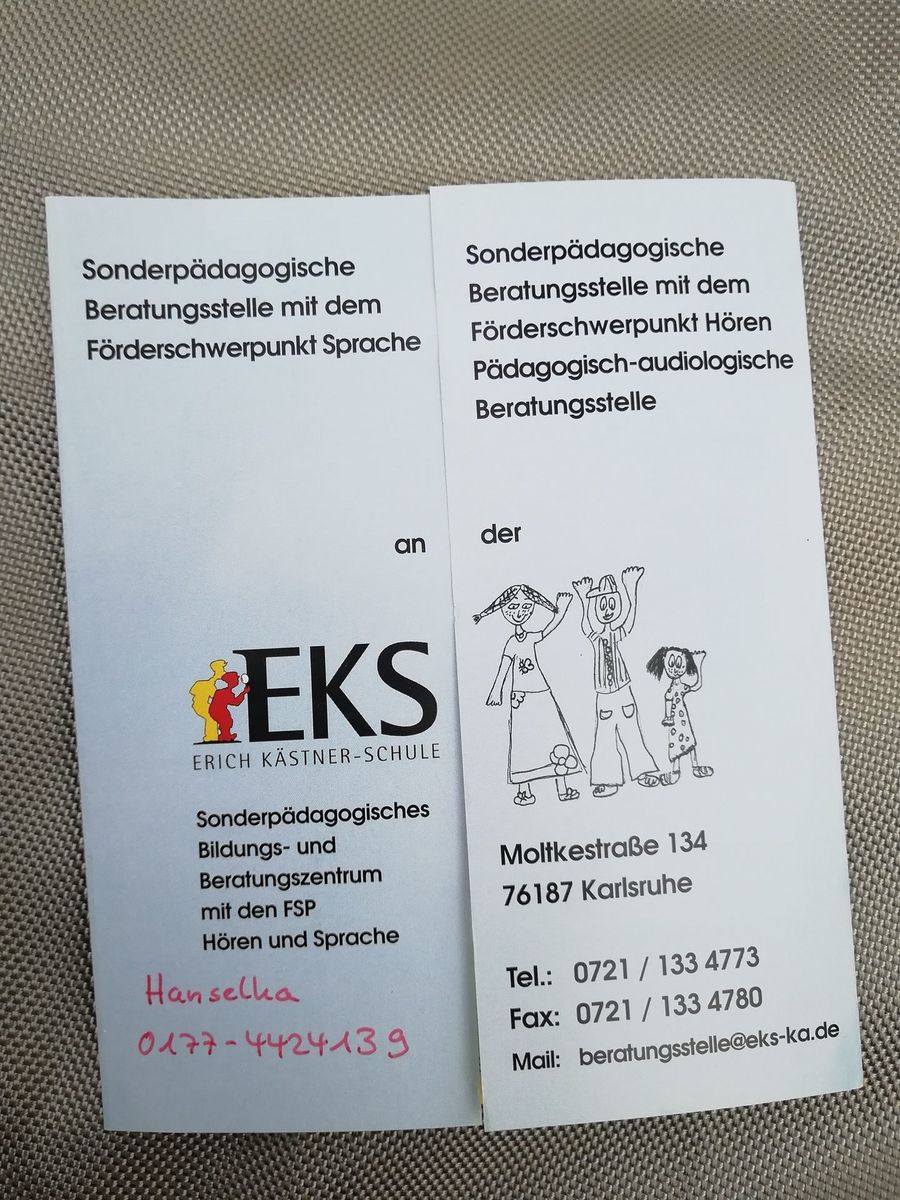 Sonderpädagogische
Beratungsstelle mit dem
Förderschwerpunkt Sprache
an
EKS
ERICH KÄSTNER-SCHULE
Sonderpädagogisches
Bildungs- und
Beratungszentrum
mit den FSP
Hören und Sprache
Hanselka
0177-4424139
Sonderpädagogische
Beratungsstelle mit dem
Förderschwerpunkt Hören
Pädagogisch-audiologische
Beratungsstelle
der
Moltkestraße 134
76187 Karlsruhe
Tel.: 0721 / 133 4773
Fax: 0721 / 133 4780
Mail: beratungsstelle@eks-ka.de